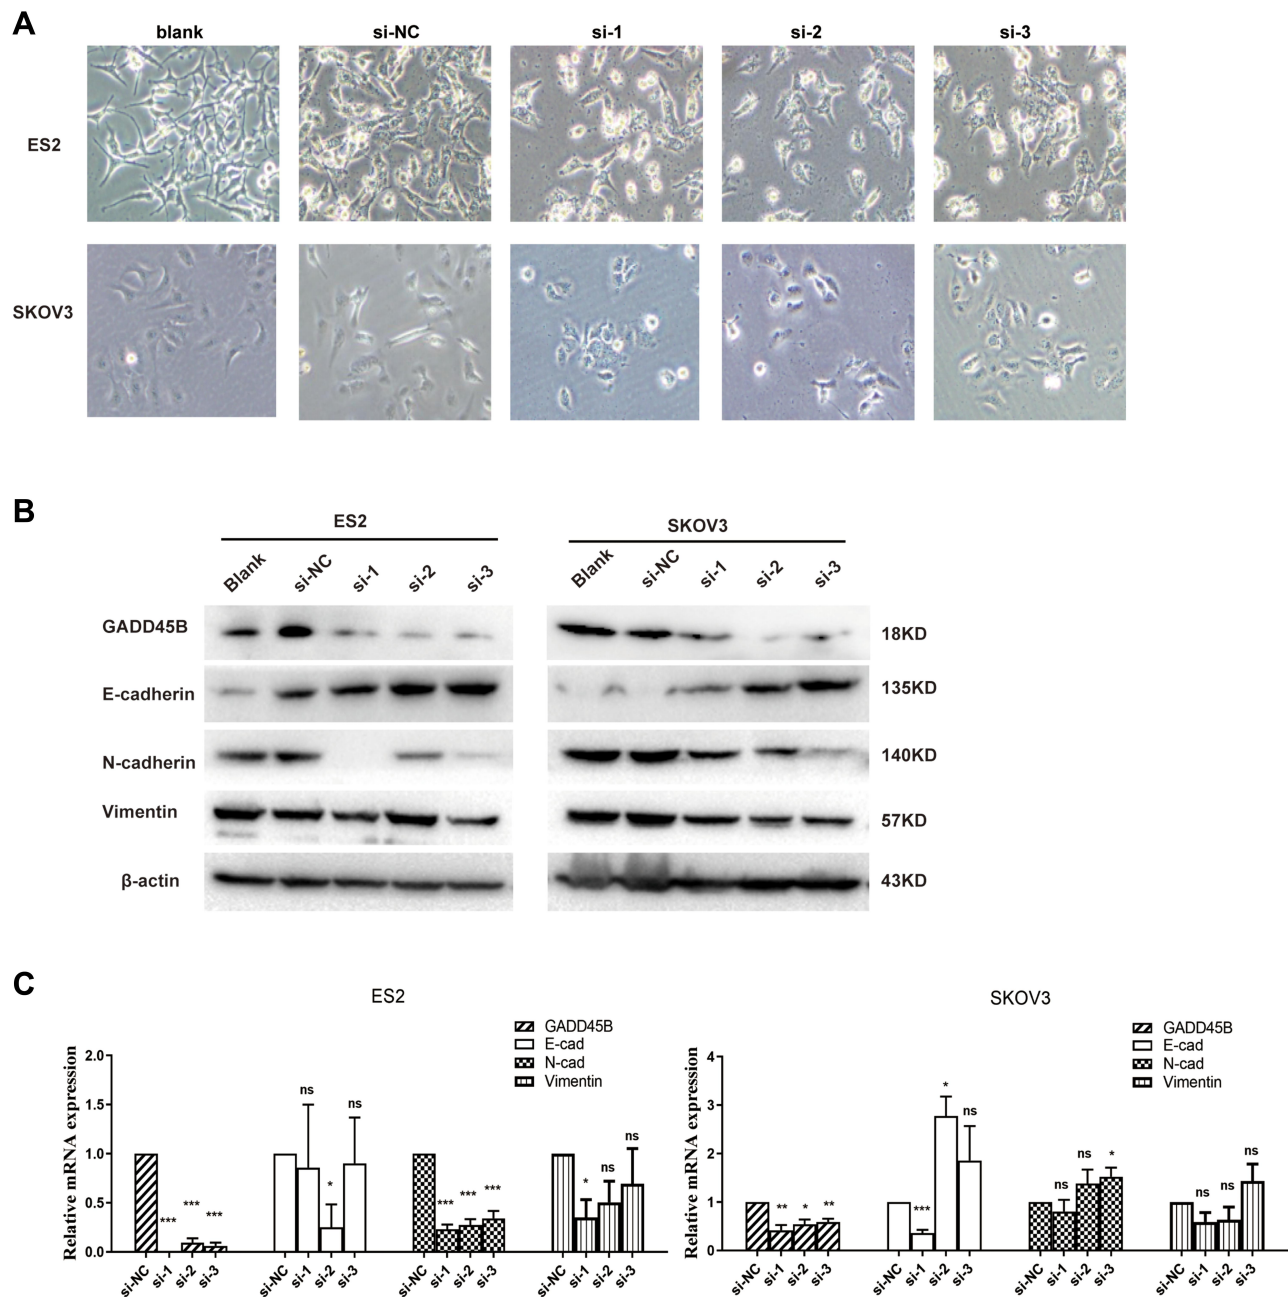 A
blank si-NC si-1 si-2 si-3
ES2
SKOV3
B
ES2 SKOV3
Blank si-NC si-1 si-2 si-3 Blank si-NC si-1 si-2 si-3
GADD45B 18KD
E-cadherin 135KD
N-cadherin 140KD
Vimentin 57KD
β-actin 43KD
C
ES2
GADD45B
E-cad
N-cad
Vimentin
Relative mRNA expression
2.0
1.5
1.0
0.5
0.0
*** *** ***
ns * ns
*** *** ***
* ns ns
si-NC si-1 si-2 si-3 si-NC si-1 si-2 si-3 si-NC si-1 si-2 si-3 si-NC si-1 si-2 si-3
SKOV3
GADD45B
E-cad
N-cad
Vimentin
Relative mRNA expression
4
3
2
1
0
** * **
*** * ns
ns ns *
ns ns ns
si-NC si-1 si-2 si-3 si-NC si-1 si-2 si-3 si-NC si-1 si-2 si-3 si-NC si-1 si-2 si-3